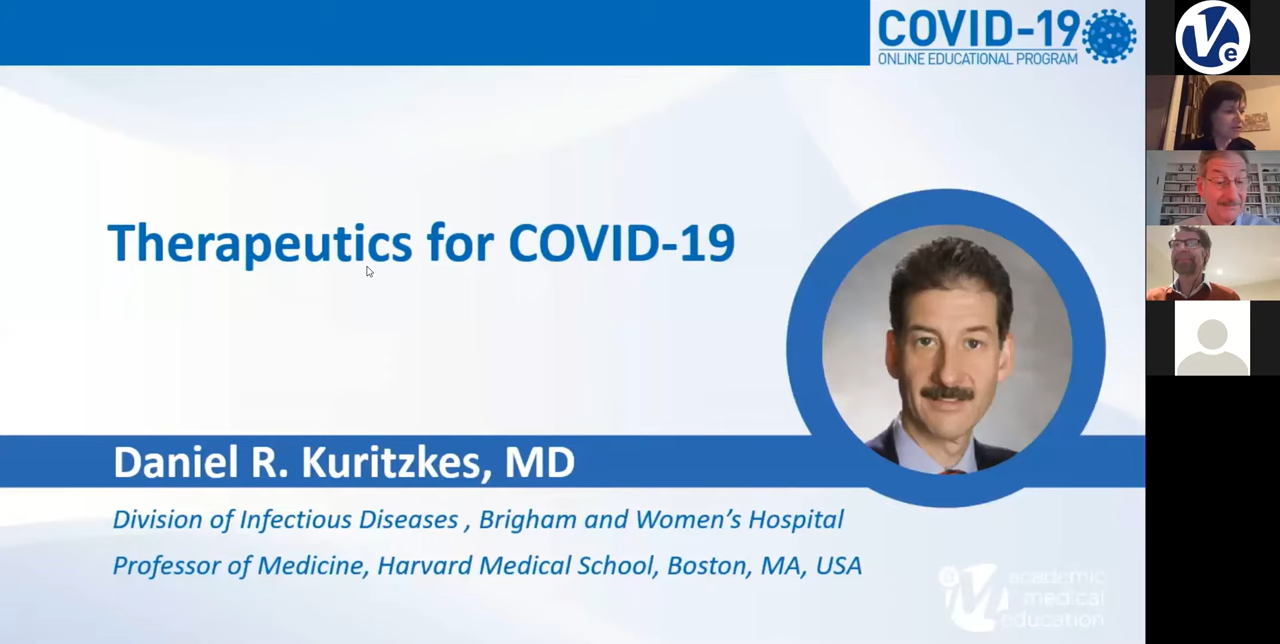 COVID-19
ONLINE EDUCATIONAL PROGRAM
Ve
Therapeutics for COVID-19
Daniel R. Kuritzkes, MD
Division of Infectious Diseases , Brigham and Women's Hospital
Professor of Medicine, Harvard Medical School, Boston, MA, USA
academic
medical
education